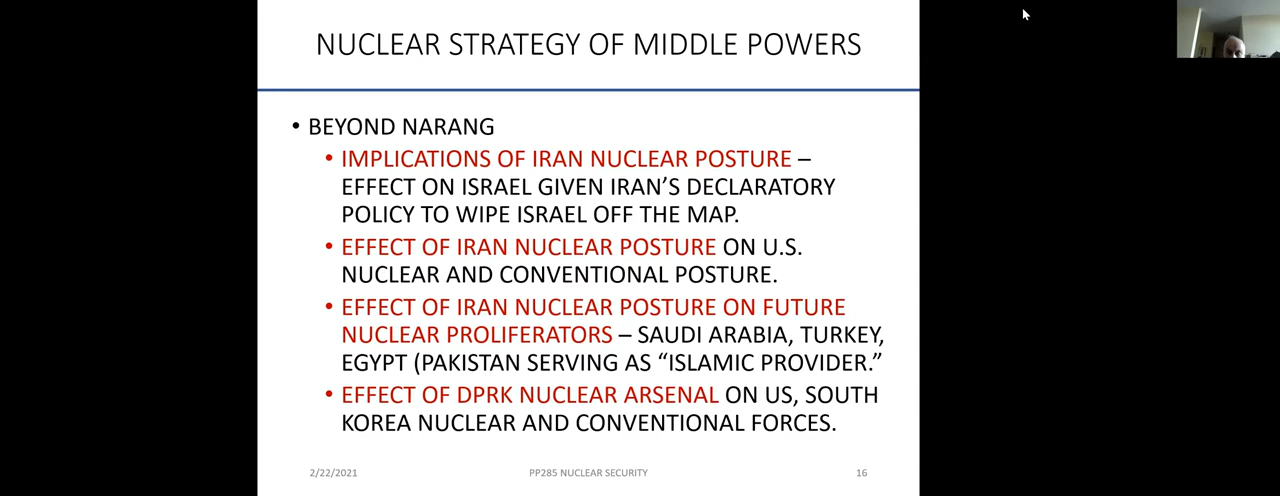 NUCLEAR STRATEGY OF MIDDLE POWERS
• BEYOND NARANG
• IMPLICATIONS OF IRAN NUCLEAR POSTURE –
EFFECT ON ISRAEL GIVEN IRAN'S DECLARATORY
POLICY TO WIPE ISRAEL OFF THE MAP.
• EFFECT OF IRAN NUCLEAR POSTURE ON U.S.
NUCLEAR AND CONVENTIONAL POSTURE.
• EFFECT OF IRAN NUCLEAR POSTURE ON FUTURE
NUCLEAR PROLIFERATORS – SAUDI ARABIA, TURKEY,
EGYPT (PAKISTAN SERVING AS “ISLAMIC PROVIDER.”
• EFFECT OF DPRK NUCLEAR ARSENAL ON US, SOUTH
KOREA NUCLEAR AND CONVENTIONAL FORCES.
2/22/2021 PP285 NUCLEAR SECURITY 16